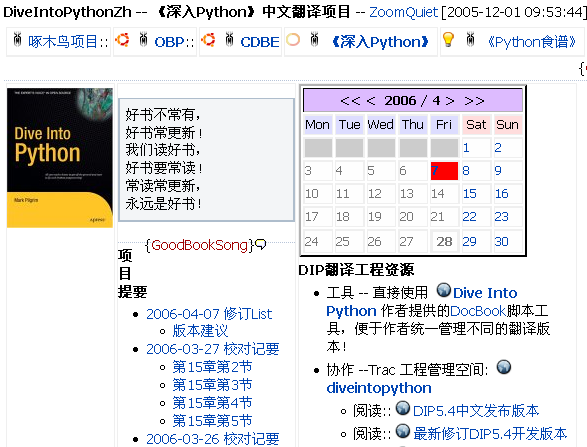 DiveIntoPythonZh -- 《深入Python》中文翻译项目 -- ZoomQuiet [2005-12-01 09:53:44]
啄木鸟项目:: OBP:: CDBE 《深入Python》 《Python食谱》
{
THE EXPERT'S VOICE® IN OPEN SOURCE
Dive Into
Python
Mark Pilgrim
Apress
好书不常有，
好书常更新！
我们读好书，
好书要常读！
常读常更新，
永远是好书！
{GoodBookSong}
项
目
提要
2006-04-07 修订List
版本建议
2006-03-27 校对记要
第15章第2节
第15章第3节
第15章第4节
第15章第5节
2006-03-26 校对记要
<< < 2006 / 4 > >>
Mon Tue Wed Thu Fri Sat Sun
1 2
3 4 5 6 7 8 9
10 11 12 13 14 15 16
17 18 19 20 21 22 23
24 25 26 27 28 29 30
DIP翻译工程资源
工具 -- 直接使用 Dive Into
Python 作者提供的DocBook脚本工
具，便于作者统一管理不同的翻译版
本！
协作 --Trac 工程管理空间:
diveintopython
阅读:: DIP5.4中文发布版本
阅读:: 最新修订DIP5.4开发版本